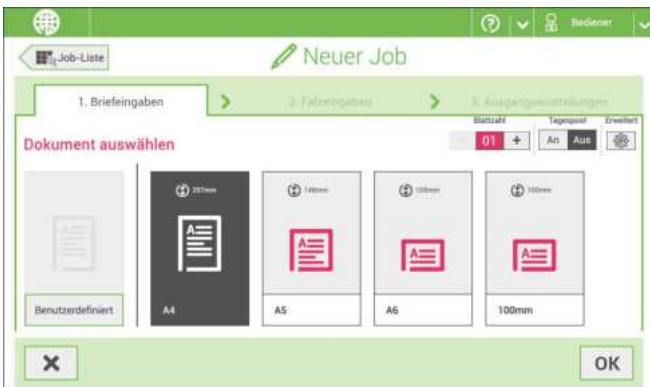 Bediener
Job-Liste
Neuer Job
1. Briefeingaben
2. Falzeingaben
3. Ausgangseinstellungen
Blattzahl
Tagespost
Erweitert
Dokument auswählen
- 01 +
An Aus
297mm
148mm
105mm
100mm
Benutzerdefiniert
A4
A5
A6
100mm
OK